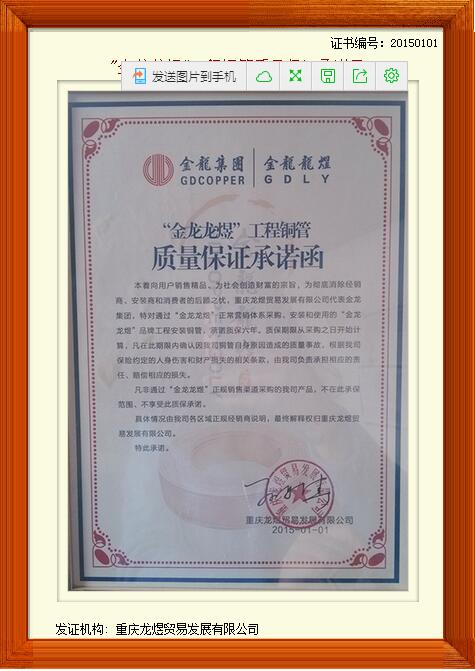 证书编号：20150101
发送图片到手机
金龍集團 金龍龍煜
GDCOPPER GDLY
“金龙龙煜”工程铜管
质量保证承诺函
本着向用户销售精品、为社会创造财富的宗旨，为彻底消除经销
商、安装商和消费者的后顾之忧，重庆龙煜贸易发展有限公司代表金龙
集团，特对通过“金龙龙煜”正常营销体系采购、安装和使用的“金龙
龙煜”品牌工程安装铜管，承诺质保六年。质保期限从采购之日开始计
算，凡在此期限内确认因我司铜管自身原因造成的质量事故，根据我司
保险约定的人身伤害和财产损失的相关条款，由我司负责承担相应的责
任、赔偿相应的损失。
凡非通过“金龙龙煜”正规销售渠道采购的我司产品，不在此承保
范围、不享受此质保承诺。
具体情由我司各区域正规经销商说明，最终解释权归重庆龙煜贸
易发展有限公司。
特此承诺。
重庆龙煜贸易发展有限公司
2015-01-01
发证机构：重庆龙煜贸易发展有限公司